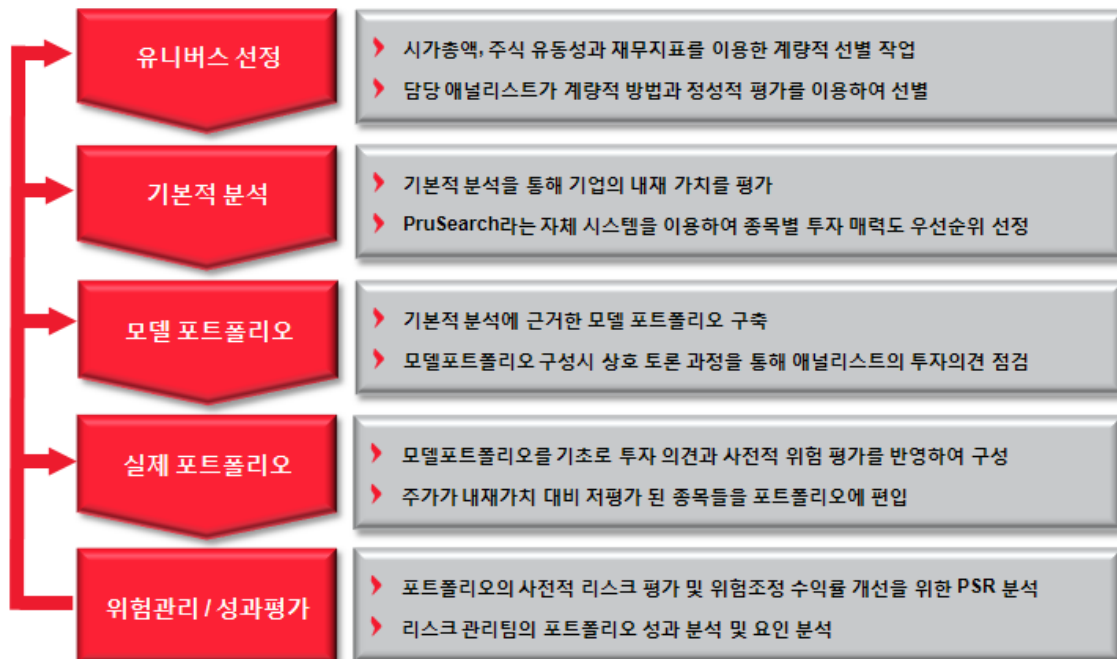 유니버스 선정
시가총액, 주식 유동성과 재무지표를 이용한 계량적 선별 작업
담당 애널리스트가 계량적 방법과 정성적 평가를 이용하여 선별
기본적 분석
기본적 분석을 통해 기업의 내재 가치를 평가
PruSearch라는 자체 시스템을 이용하여 종목별 투자 매력도 우선순위 선정
모델 포트폴리오
기본적 분석에 근거한 모델 포트폴리오 구축
모델포트폴리오 구성시 상호 토론 과정을 통해 애널리스트의 투자의견 점검
실제 포트폴리오
모델포트폴리오를 기초로 투자 의견과 사전적 위험 평가를 반영하여 구성
주가가 내재가치 대비 저평가 된 종목들을 포트폴리오에 편입
위험관리 / 성과평가
포트폴리오의 사전적 리스크 평가 및 위험조정 수익률 개선을 위한 PSR 분석
리스크 관리팀의 포트폴리오 성과 분석 및 요인 분석